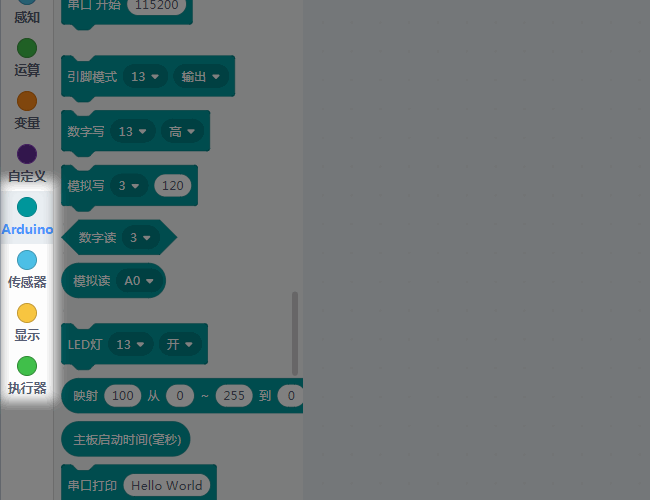 感知
运算
变量
自定义
Arduino
传感器
显示
执行器
串口 开始 115200
引脚模式 13 输出
数字写 13 高
模拟写 3 120
数字读 3
模拟读 A0
LED灯 13 开
映射 100 从 0 ~ 255 到 0
主板启动时间(毫秒)
串口打印 Hello World